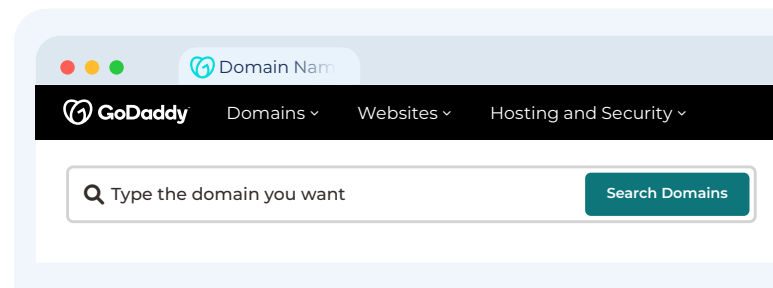 Domain Nam
GoDaddy Domains Websites Hosting and Security
Type the domain you want Search Domains